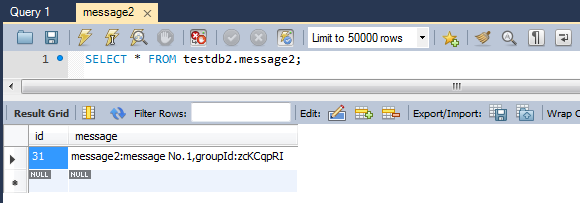 Query 1 message2
Limit to 50000 rows
1 SELECT * FROM testdb2.message2;
Result Grid Filter Rows: Edit: Export/Import: Wrap C
id message
31 message2:message No.1,groupId:zcKCqpRI
NULL NULL